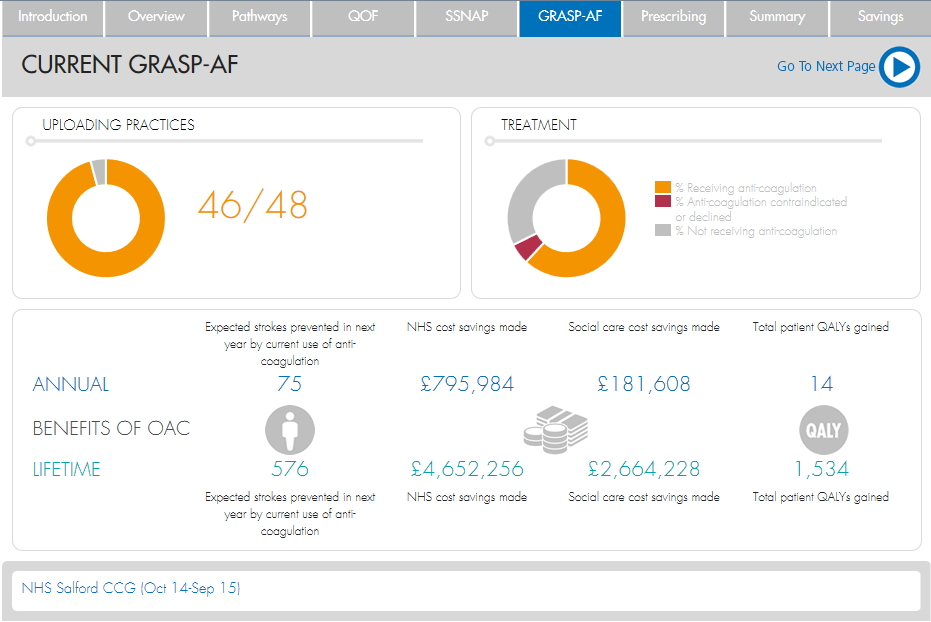 Introduction
Overview
Pathways
QOF
SSNAP
GRASP-AF
Prescribing
Summary
Savings
CURRENT GRASP-AF
Go To Next Page
UPLOADING PRACTICES
46/48
TREATMENT
% Receiving anti-coagulation
% Anti-coagulation contraindicated
or declined
% Not receiving anti-coagulation
Expected strokes prevented in next
year by current use of anti-
coagulation
NHS cost savings made
Social care cost savings made
Total patient QALYs gained
ANNUAL
75
£795,984
£181,608
14
BENEFITS OF OAC
QALY
LIFETIME
576
£4,652,256
£2,664,228
1,534
Expected strokes prevented in next
year by current use of anti-
coagulation
NHS cost savings made
Social care cost savings made
Total patient QALYs gained
NHS Salford CCG (Oct 14-Sep 15)